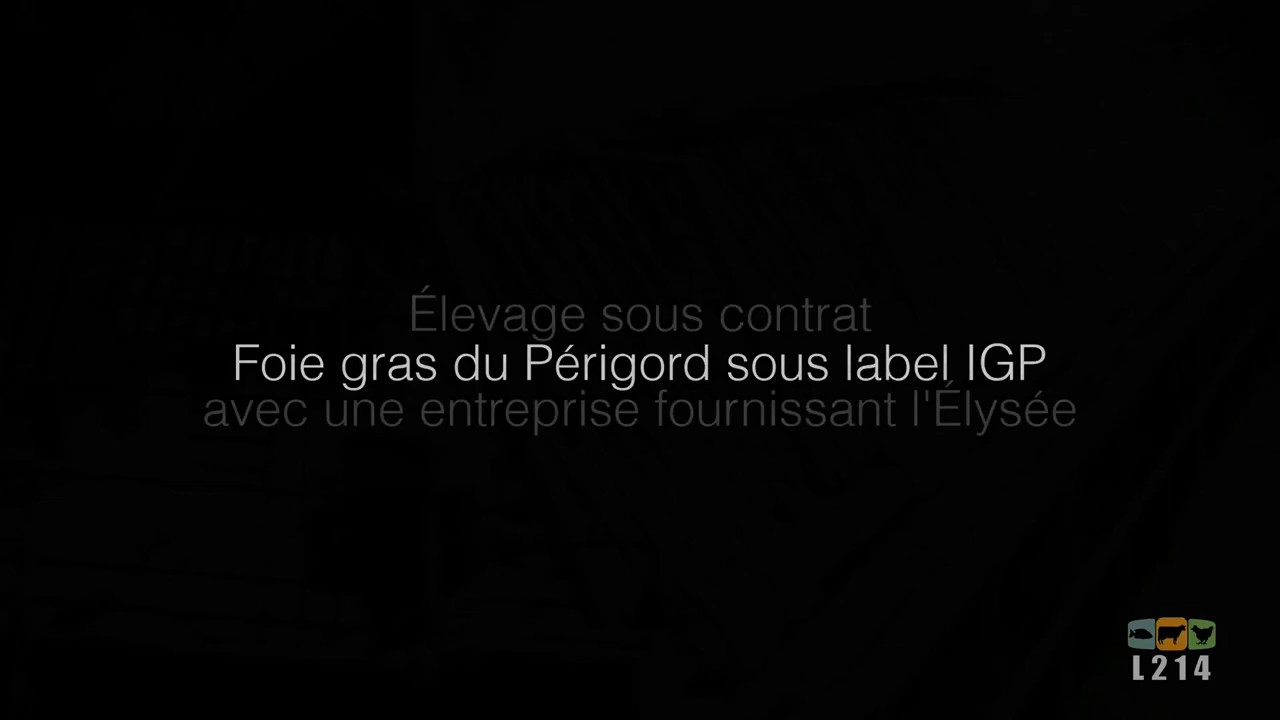 Élevage sous contrat
Foie gras du Périgord sous label IGP
avec une entreprise fournissant l'Élysée
L214